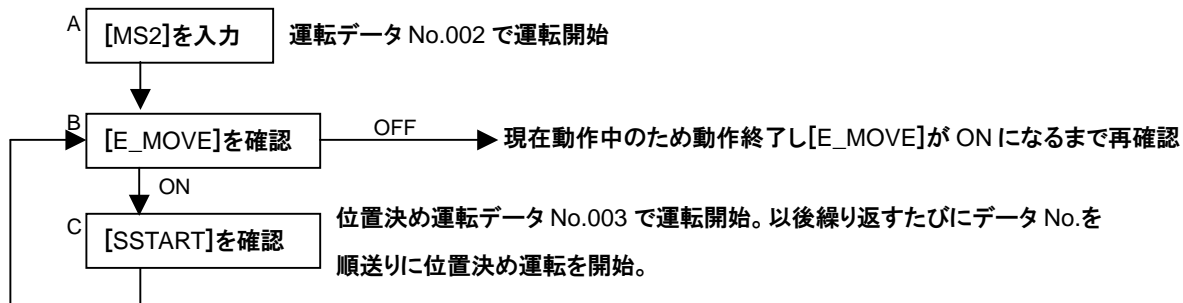 A
[MS2]を入力 運転データ No.002 で運転開始
B
[E_MOVE]を確認 OFF 現在動作中のため動作終了し[E_MOVE]が ON になるまで再確認
ON
C
[SSTART]を確認 位置決め運転データ No.003 で運転開始。以後繰り返すたびにデータ No.を
順送りに位置決め運転を開始。